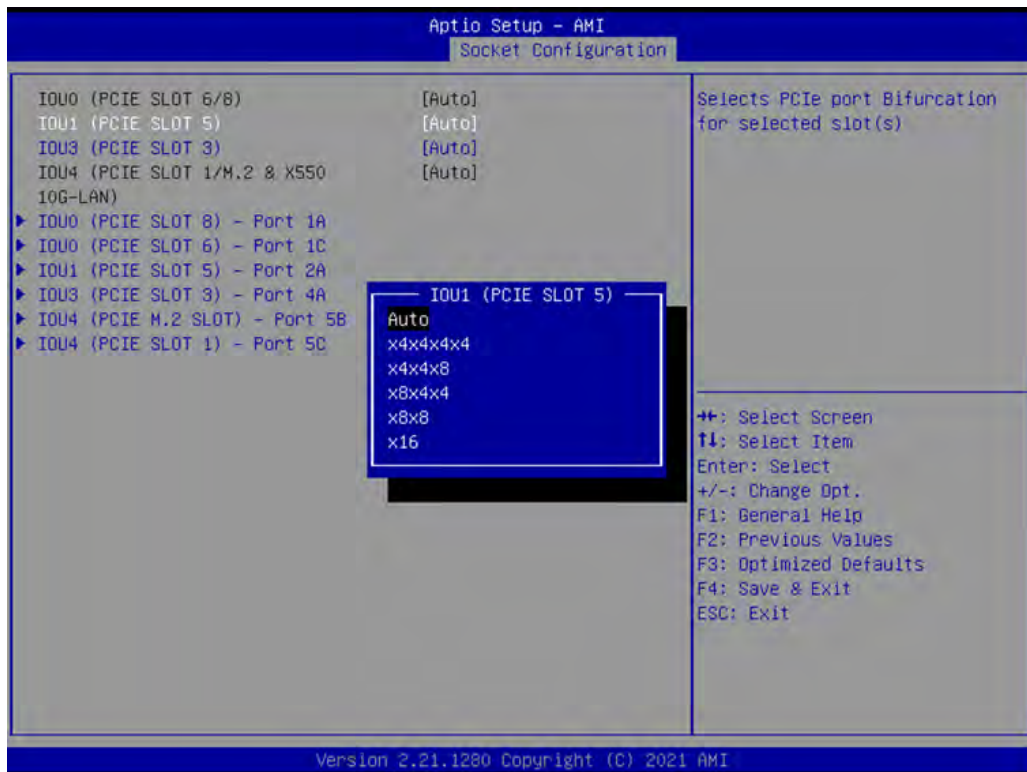 Aptio Setup – AMI
Socket Configuration
IOU0 (PCIE SLOT 6/8) [Auto]
IOU1 (PCIE SLOT 5) [Auto]
IOU3 (PCIE SLOT 3) [Auto]
IOU4 (PCIE SLOT 1/M.2 & X550 [Auto]
10G-LAN)
▶ IOU0 (PCIE SLOT 8) – Port 1A
▶ IOU0 (PCIE SLOT 6) – Port 1C
▶ IOU1 (PCIE SLOT 5) – Port 2A
▶ IOU3 (PCIE SLOT 3) – Port 4A
▶ IOU4 (PCIE M.2 SLOT) – Port 5B
▶ IOU4 (PCIE SLOT 1) – Port 5C
IOU1 (PCIE SLOT 5)
Auto
x4x4x4x4
x4x4x8
x8x4x4
x8x8
x16
Selects PCIe port Bifurcation
for selected slot(s)
→←: Select Screen
↑↓: Select Item
Enter: Select
+/-: Change Opt.
F1: General Help
F2: Previous Values
F3: Optimized Defaults
F4: Save & Exit
ESC: Exit
Version 2.21.1280 Copyright (C) 2021 AMI